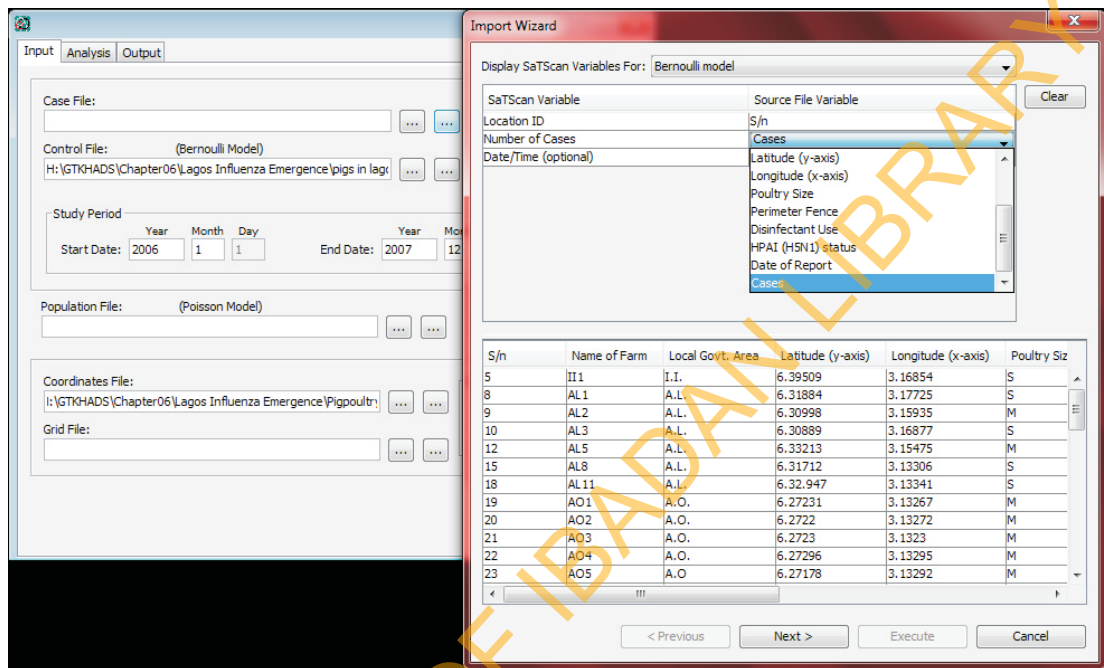 Input Analysis Output
Case File:
... ...
Control File: (Bernoulli Model)
H:\GTKHADS\Chapter06\Lagos Influenza Emergence\pigs in lagc ... ...
Study Period
Year Month Day Year Mor
Start Date: 2006 1 1 End Date: 2007 12
Population File: (Poisson Model)
... ...
Coordinates File:
I:\GTKHADS\Chapter06\Lagos Influenza Emergence\Pigpoultry ... ...
Grid File:
... ...
Import Wizard
Display SaTScan Variables For: Bernoulli model
Clear
SaTScan Variable Source File Variable
Location ID S/n
Number of Cases Cases
Date/Time (optional)
Latitude (y-axis)
Longitude (x-axis)
Poultry Size
Perimeter Fence
Disinfectant Use
HPAI (H5N1) status
Date of Report
Cases
S/n Name of Farm Local Govt. Area Latitude (y-axis) Longitude (x-axis) Poultry Siz
5 II1 I.I. 6.39509 3.16854 S
8 AL1 A.L. 6.31884 3.17725 S
9 AL2 A.L. 6.30998 3.15935 M
10 AL3 A.L. 6.30889 3.16877 S
12 AL5 A.L. 6.33213 3.15475 M
15 AL8 A.L. 6.31712 3.13306 S
18 AL11 A.L. 6.32.947 3.13341 S
19 AO1 A.O. 6.27231 3.13267 M
20 AO2 A.O. 6.2722 3.13272 M
21 AO3 A.O. 6.2723 3.1323 M
22 AO4 A.O. 6.27296 3.13295 M
23 AO5 A.O 6.27178 3.13292 M
< Previous Next > Execute Cancel
OF IBADAN LIBRARY